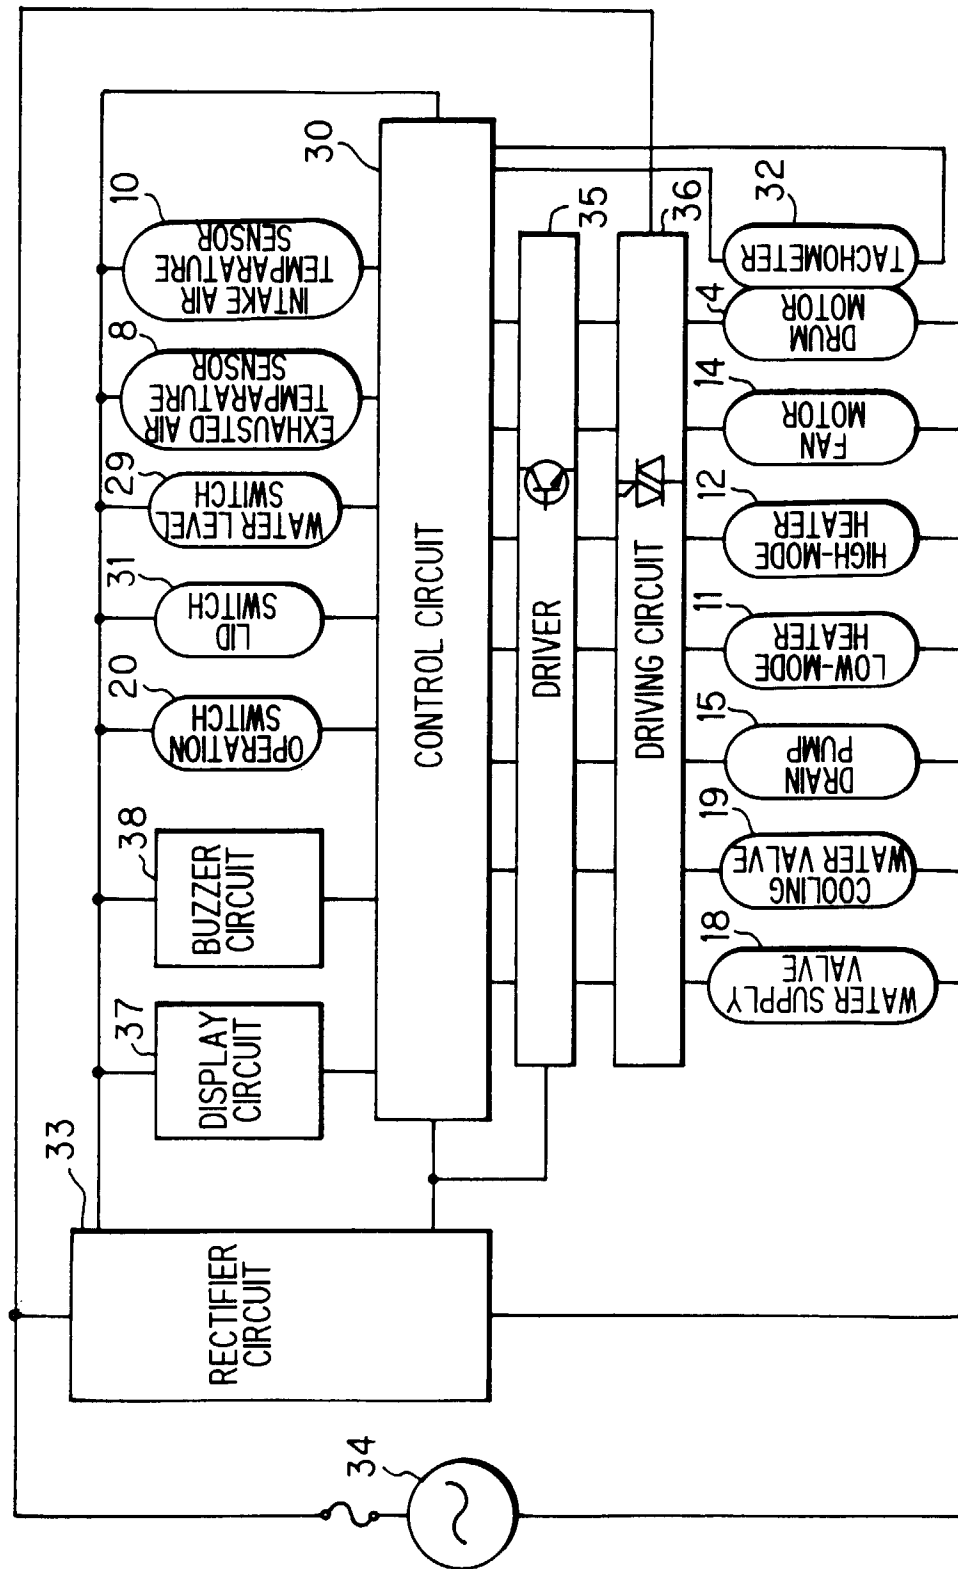 33
RECTIFIER
CIRCUIT
34
37
DISPLAY
CIRCUIT
38
BUZZER
CIRCUIT
20
OPERATION
SWITCH
31
LID
SWITCH
29
WATER LEVEL
SWITCH
8
EXHAUSTED AIR
TEMPERATURE
SENSOR
10
INTAKE AIR
TEMPERATURE
SENSOR
30
CONTROL CIRCUIT
35
DRIVER
36
DRIVING CIRCUIT
18
WATER SUPPLY
VALVE
19
COOLING
WATER VALVE
15
DRAIN
PUMP
11
LOW-MODE
HEATER
12
HIGH-MODE
HEATER
14
FAN
MOTOR
4
DRUM
MOTOR
32
TACHOMETER